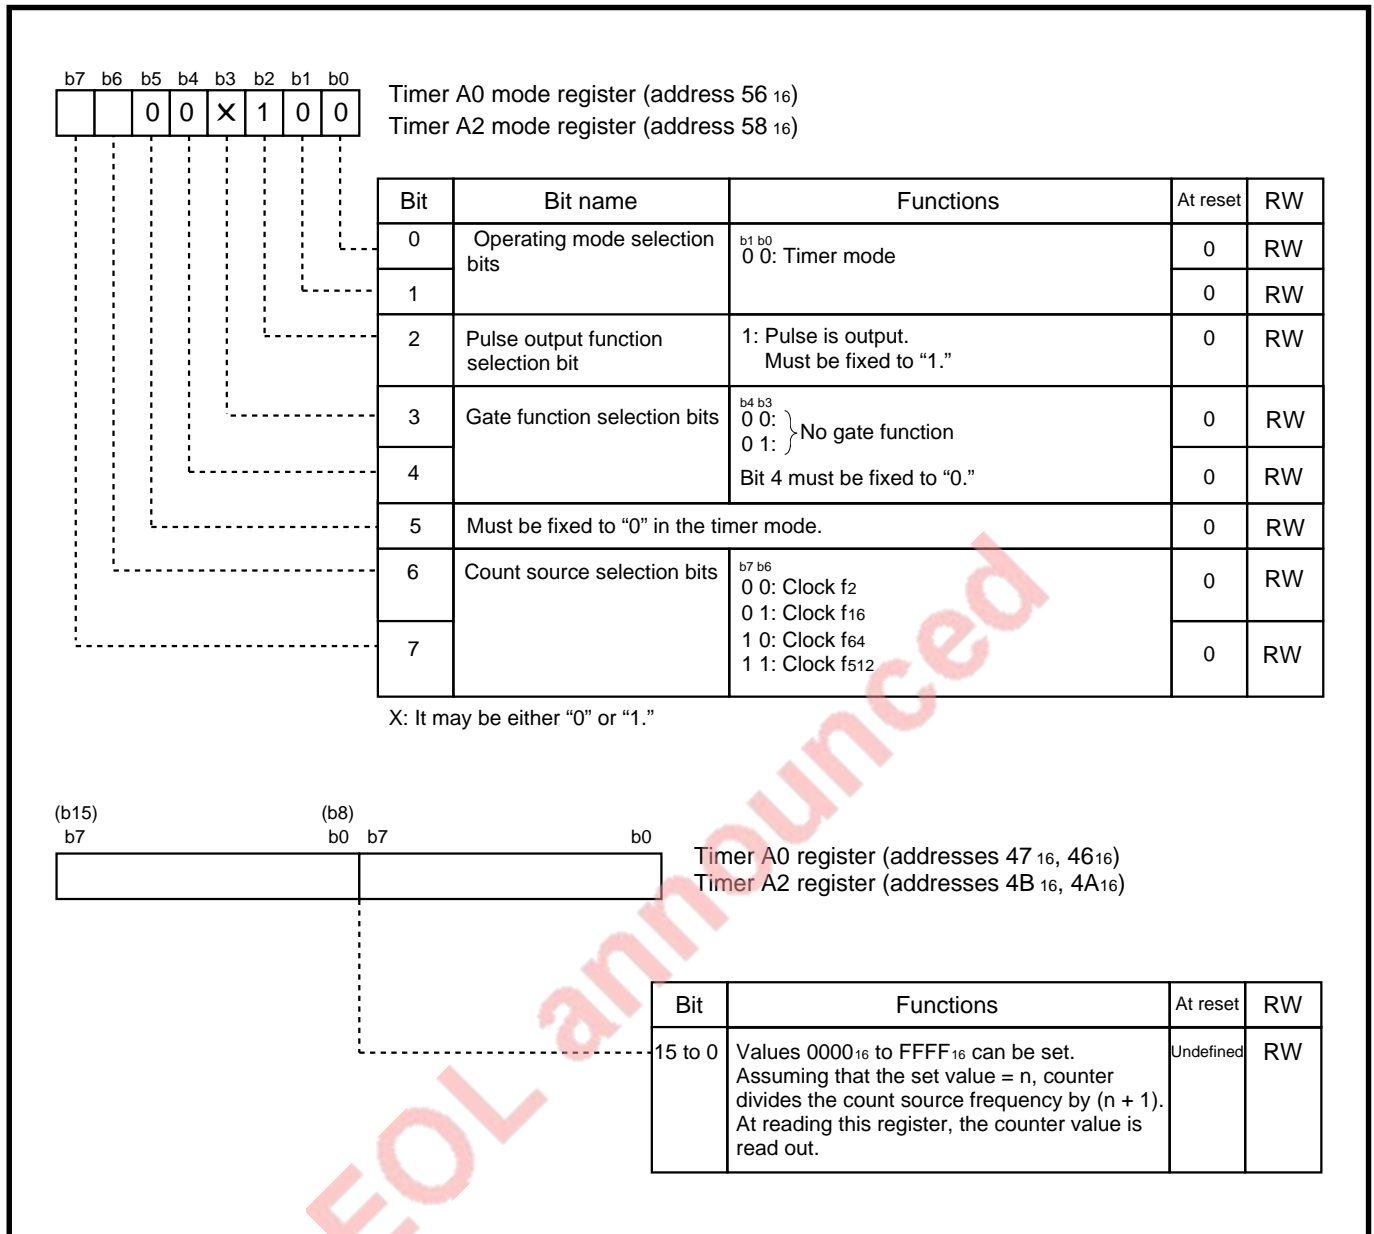 b7 b6 b5 b4 b3 b2 b1 b0
0 0 X 1 0 0
Timer A0 mode register (address 56 16)
Timer A2 mode register (address 58 16)
Bit Bit name Functions At reset RW
0 Operating mode selection bits b1 b0 0 0: Timer mode 0 RW
1 0 RW
2 Pulse output function selection bit 1: Pulse is output. Must be fixed to “1.” 0 RW
3 Gate function selection bits b4 b3 0 0: 0 1: No gate function 0 RW
4 Bit 4 must be fixed to “0.” 0 RW
5 Must be fixed to “0” in the timer mode. 0 RW
6 Count source selection bits b7 b6 0 RW
0 0: Clock f2
0 1: Clock f16
1 0: Clock f64
7 1 1: Clock f512 0 RW
X: It may be either “0” or “1.”
(b15) (b8)
b7 b0 b7 b0
Timer A0 register (addresses 47 16, 4616)
Timer A2 register (addresses 4B 16, 4A16)
Bit Functions At reset RW
15 to 0 Values 000016 to FFFF16 can be set. Undefined RW
Assuming that the set value = n, counter
divides the count source frequency by (n + 1).
At reading this register, the counter value is
read out.
EOL announced